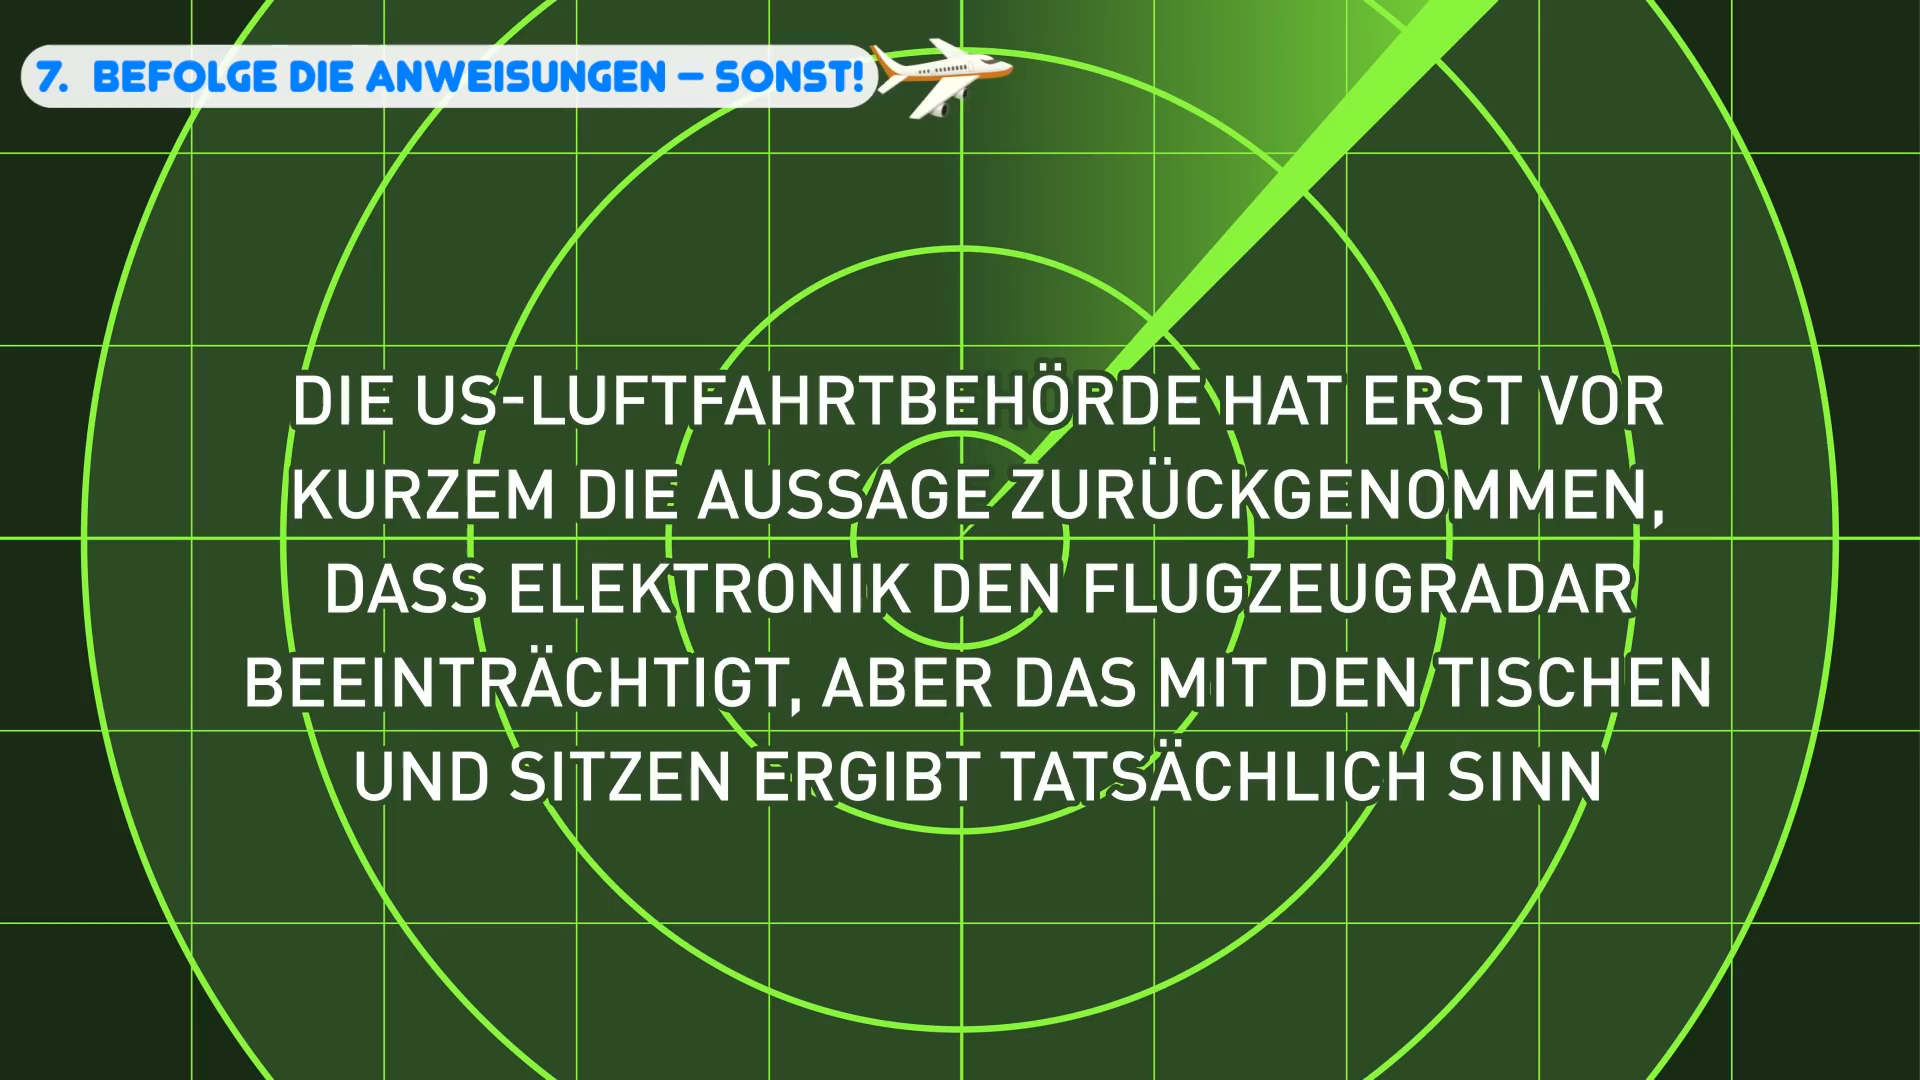 7. BEFOLGE DIE ANWEISUNGEN – SONST!
DIE US-LUFTFAHRTBEHÖRDE HAT ERST VOR
KURZEM DIE AUSSAGE ZURÜCKGENOMMEN,
DASS ELEKTRONIK DEN FLUGZEUGRADAR
BEEINTRÄCHTIGT, ABER DAS MIT DEN TISCHEN
UND SITZEN ERGIBT TATSÄCHLICH SINN